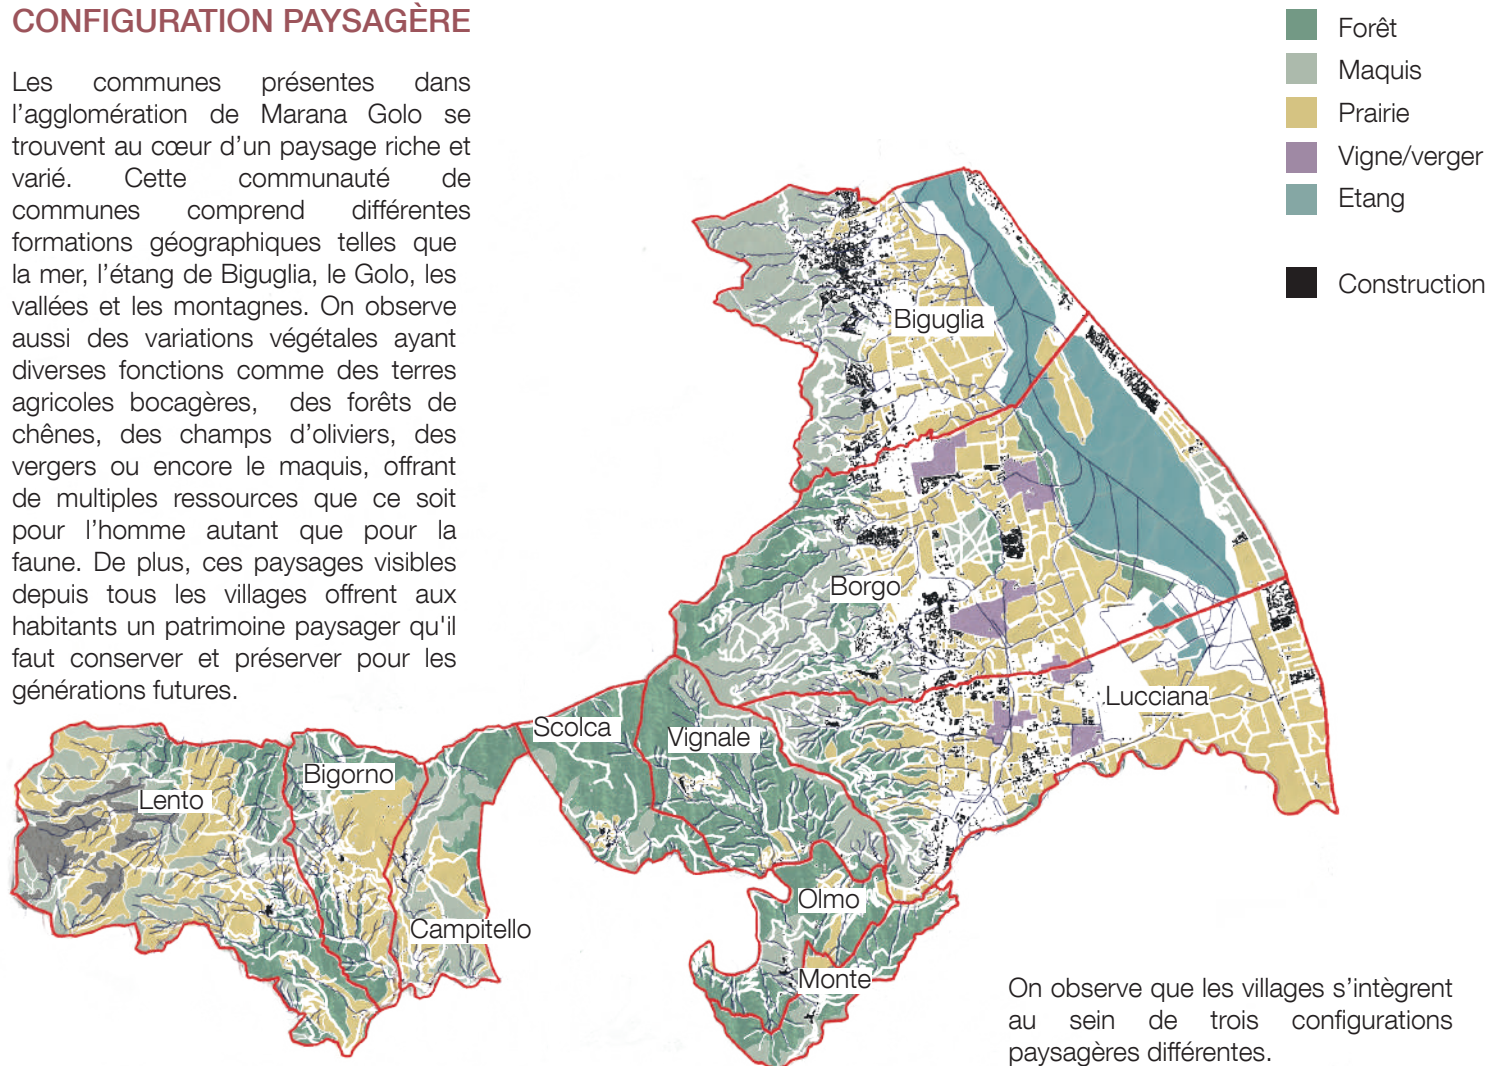 CONFIGURATION PAYSAGÈRE
Les communes présentes dans
l’agglomération de Marana Golo se
trouvent au cœur d’un paysage riche et
varié. Cette communauté de
communes comprend différentes
formations géographiques telles que
la mer, l’étang de Biguglia, le Golo, les
vallées et les montagnes. On observe
aussi des variations végétales ayant
diverses fonctions comme des terres
agricoles bocagères, des forêts de
chênes, des champs d’oliviers, des
vergers ou encore le maquis, offrant
de multiples ressources que ce soit
pour l’homme autant que pour la
faune. De plus, ces paysages visibles
depuis tous les villages offrent aux
habitants un patrimoine paysager qu'il
faut conserver et préserver pour les
générations futures.
Forêt
Maquis
Prairie
Vigne/verger
Etang
Construction
Biguglia
Borgo
Lucciana
Scolca
Vignale
Bigorno
Lento
Campitello
Olmo
Monte
On observe que les villages s’intègrent
au sein de trois configurations
paysagères différentes.